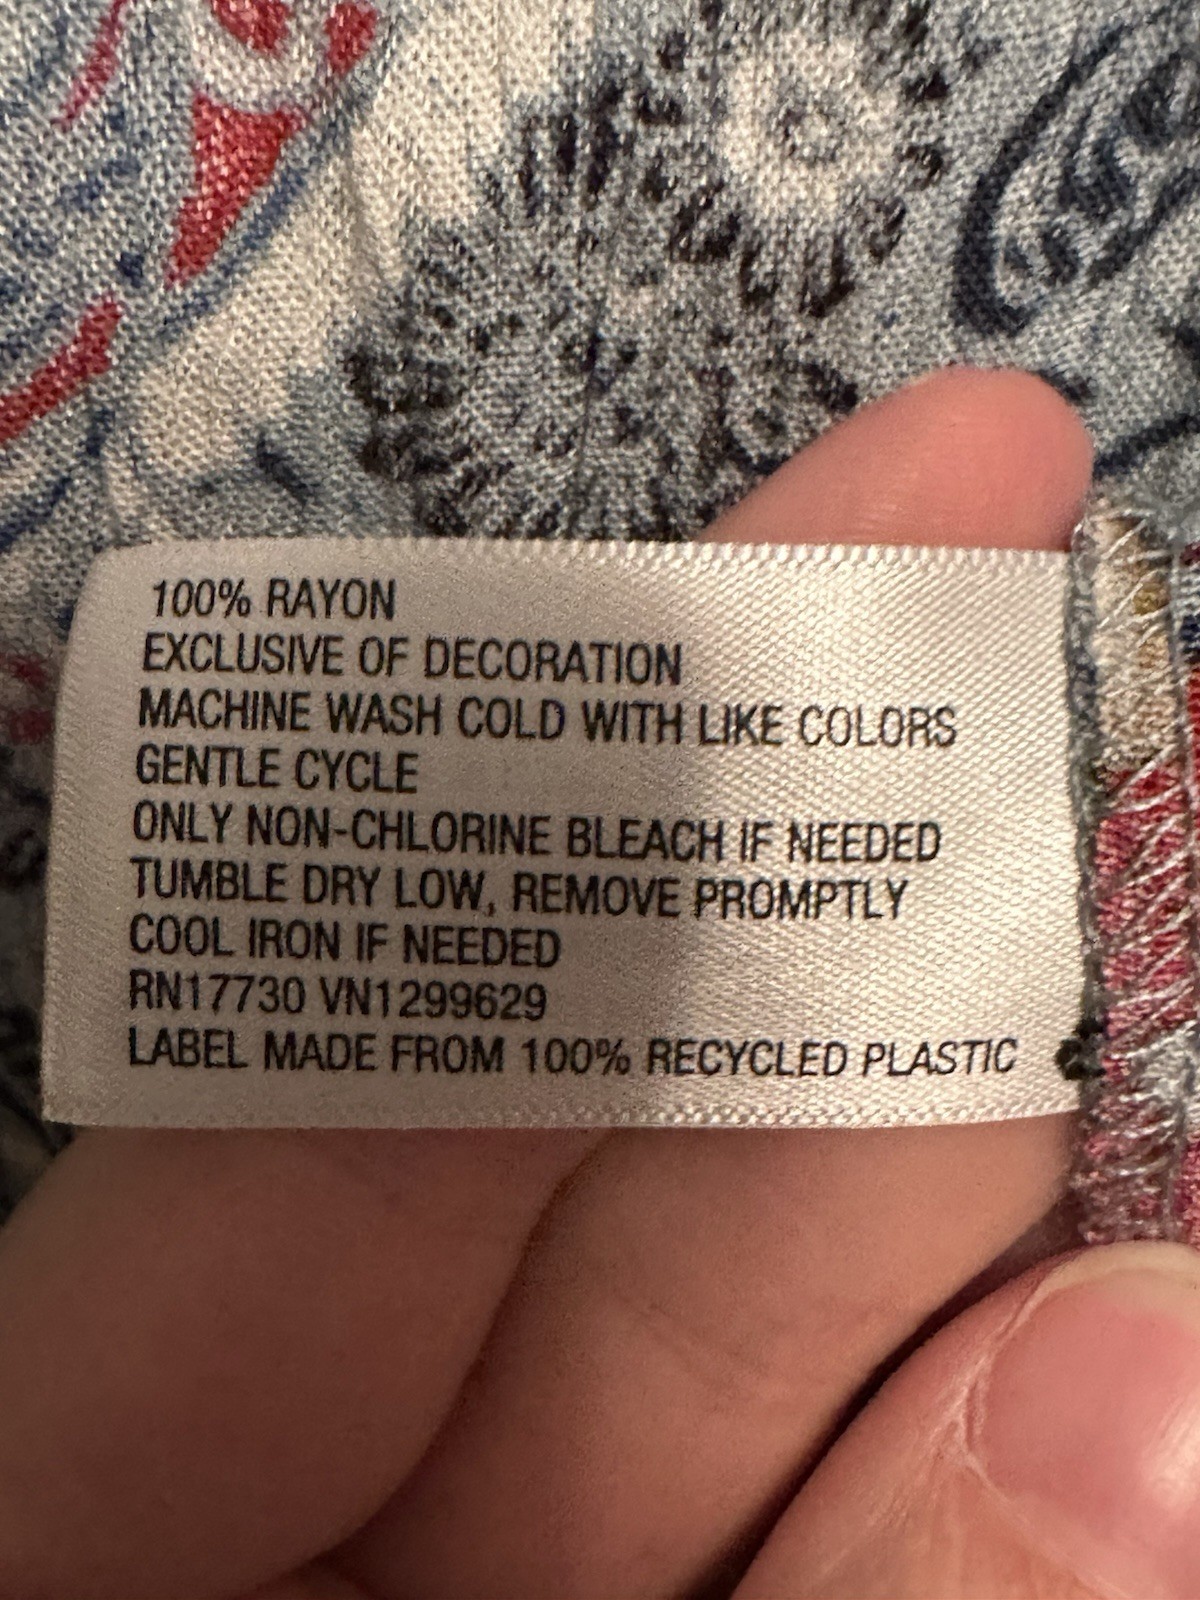 100% RAYON
EXCLUSIVE OF DECORATION
MACHINE WASH COLD WITH LIKE COLORS
GENTLE CYCLE
ONLY NON-CHLORINE BLEACH IF NEEDED
TUMBLE DRY LOW, REMOVE PROMPTLY
COOL IRON IF NEEDED
RN17730 VN1299629
LABEL MADE FROM 100% RECYCLED PLASTIC